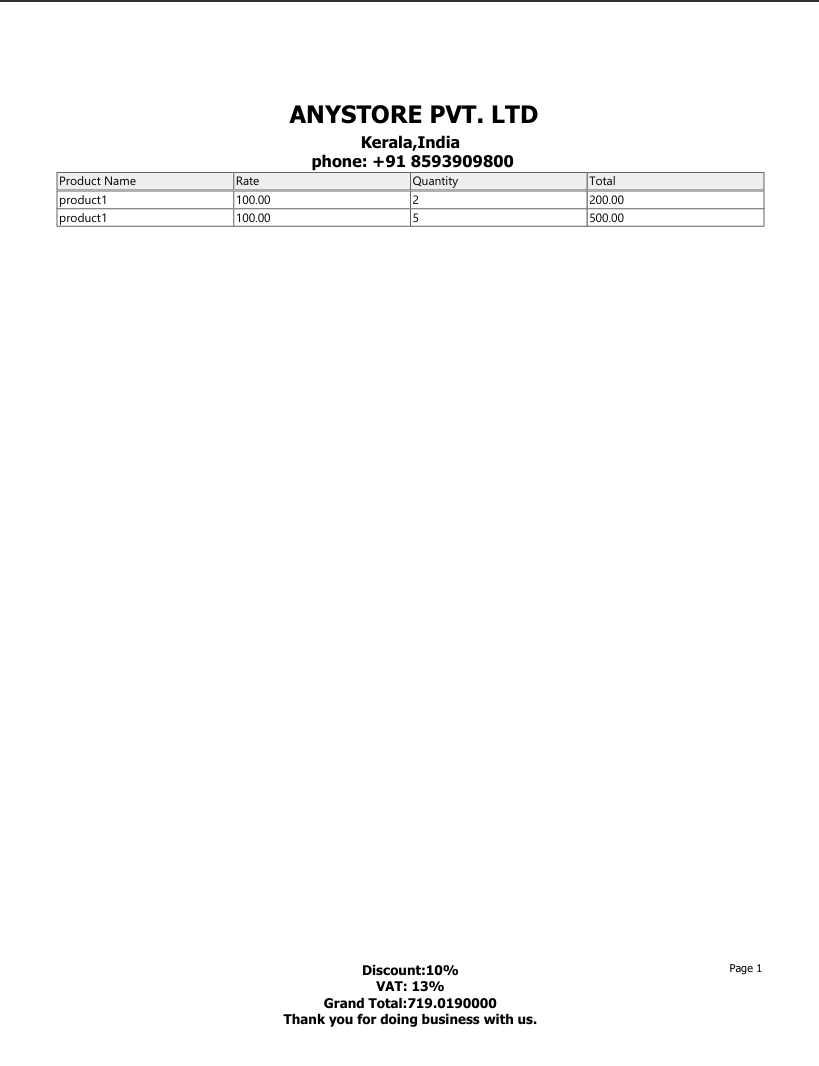 ANYSTORE PVT. LTD
Kerala,India
phone: +91 8593909800
Product Name Rate Quantity Total
product1 100.00 2 200.00
product1 100.00 5 500.00
Discount:10% Page 1
VAT: 13%
Grand Total:719.0190000
Thank you for doing business with us.